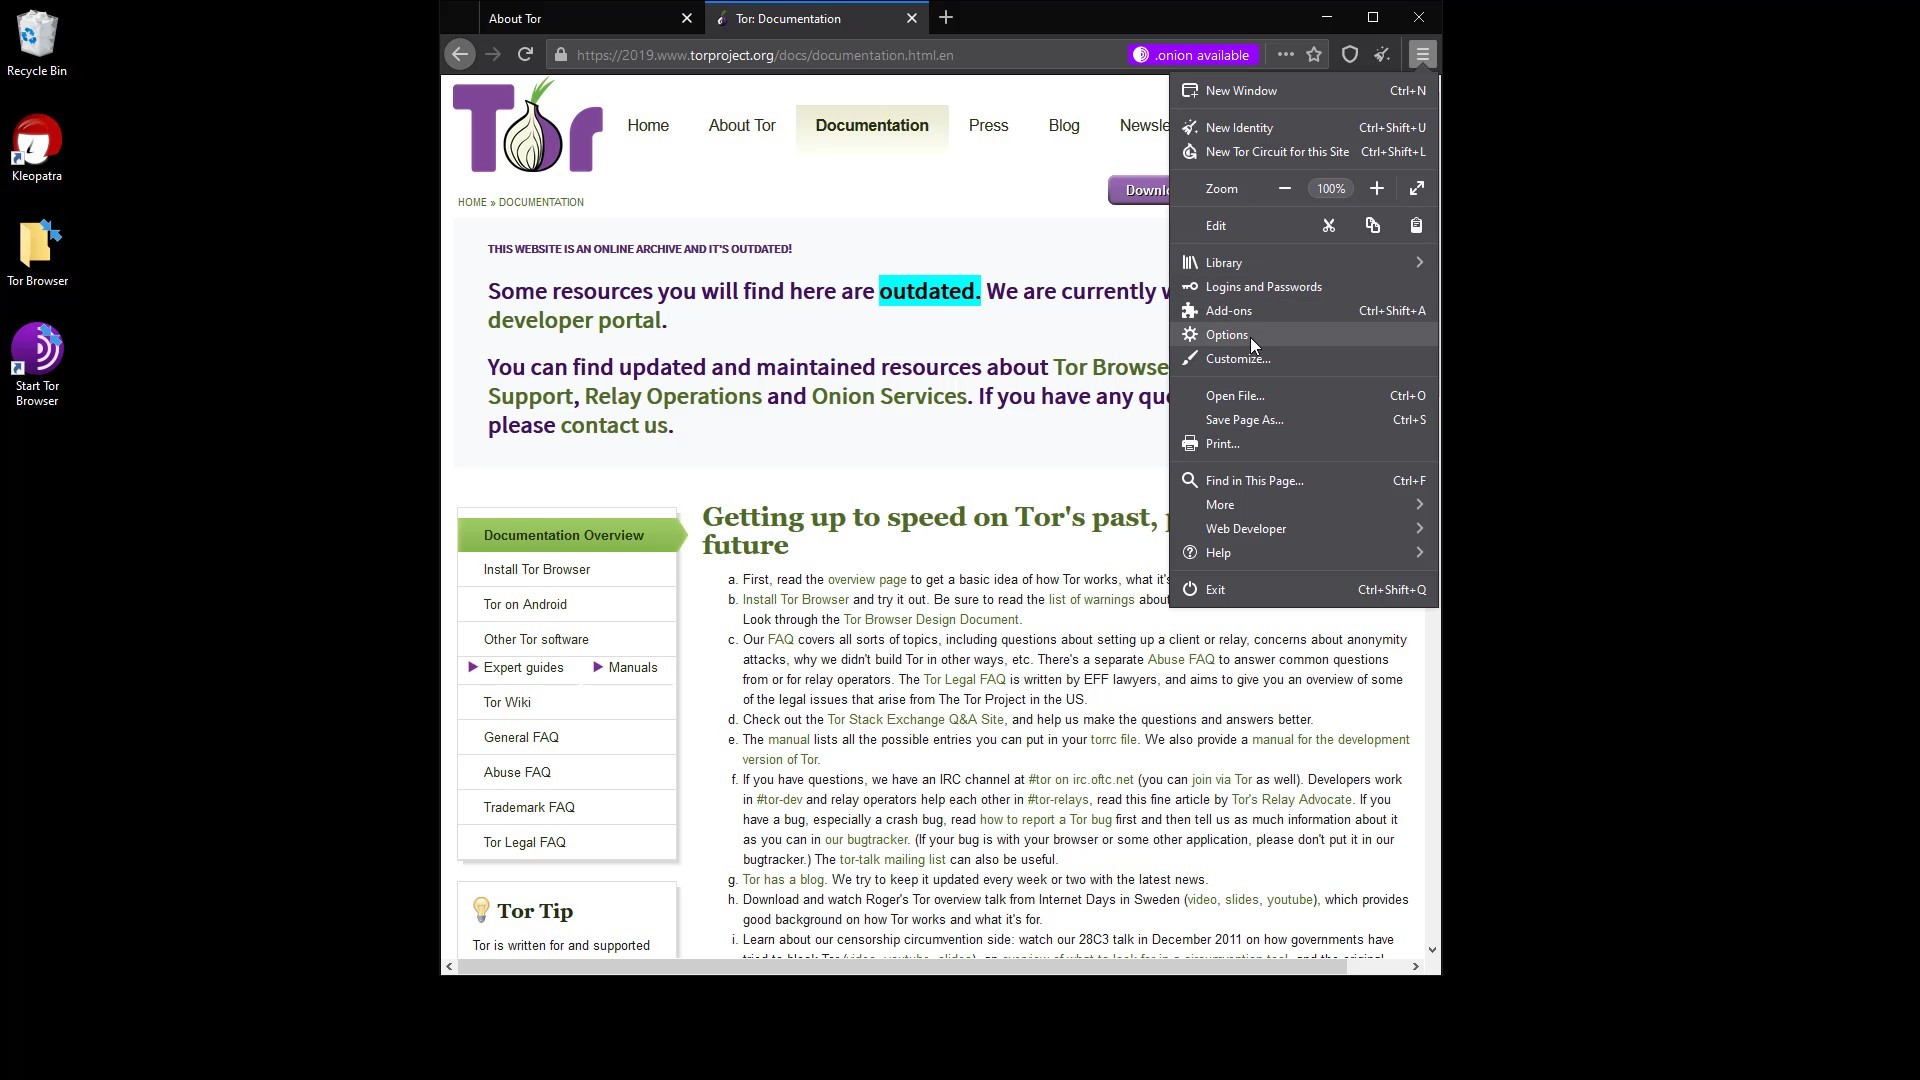 Recycle Bin
Kleopatra
Tor Browser
Start Tor
Browser
About Tor
Tor: Documentation
https://2019.www.torproject.org/docs/documentation.html.en
.onion available
Tor
Home
About Tor
Documentation
Press
Blog
Newsle
Downl
HOME » DOCUMENTATION
THIS WEBSITE IS AN ONLINE ARCHIVE AND IT'S OUTDATED!
Some resources you will find here are outdated. We are currently
developer portal.
You can find updated and maintained resources about Tor Browse
Support, Relay Operations and Onion Services. If you have any
please contact us.
New Window Ctrl+N
New Identity Ctrl+Shift+U
New Tor Circuit for this Site Ctrl+Shift+L
Zoom 100%
Edit
Library
Logins and Passwords
Add-ons Ctrl+Shift+A
Options
Customize...
Open File... Ctrl+O
Save Page As... Ctrl+S
Print...
Find in This Page... Ctrl+F
More
Web Developer
Help
Exit Ctrl+Shift+Q
Documentation Overview
Install Tor Browser
Tor on Android
Other Tor software
Expert guides
Manuals
Tor Wiki
General FAQ
Abuse FAQ
Trademark FAQ
Tor Legal FAQ
Tor Tip
Tor is written for and supported
Getting up to speed on Tor's past,
future
a. First, read the overview page to get a basic idea of how Tor works, what it's
b. Install Tor Browser and try it out. Be sure to read the list of warnings about
Look through the Tor Browser Design Document.
c. Our FAQ covers all sorts of topics, including questions about setting up a client or relay, concerns about anonymity
attacks, why we didn't build Tor in other ways, etc. There's a separate Abuse FAQ to answer common questions
from or for relay operators. The Tor Legal FAQ is written by EFF lawyers, and aims to give you an overview of some
of the legal issues that arise from The Tor Project in the US.
d. Check out the Tor Stack Exchange Q&A Site, and help us make the questions and answers better.
e. The manual lists all the possible entries you can put in your torrc file. We also provide a manual for the development
version of Tor.
f. If you have questions, we have an IRC channel at #tor on irc.oftc.net (you can join via Tor as well). Developers work
in #tor-dev and relay operators help each other in #tor-relays, read this fine article by Tor's Relay Advocate. If you
have a bug, especially a crash bug, read how to report a Tor bug first and then tell us as much information about it
as you can in our bugtracker. (If your bug is with your browser or some other application, please don't put it in our
bugtracker.) The tor-talk mailing list can also be useful.
g. Tor has a blog. We try to keep it updated every week or two with the latest news.
h. Download and watch Roger's Tor overview talk from Internet Days in Sweden (video, slides, youtube), which provides
good background on how Tor works and what it's for.
i. Learn about our censorship circumvention side: watch our 28C3 talk in December 2011 on how governments have